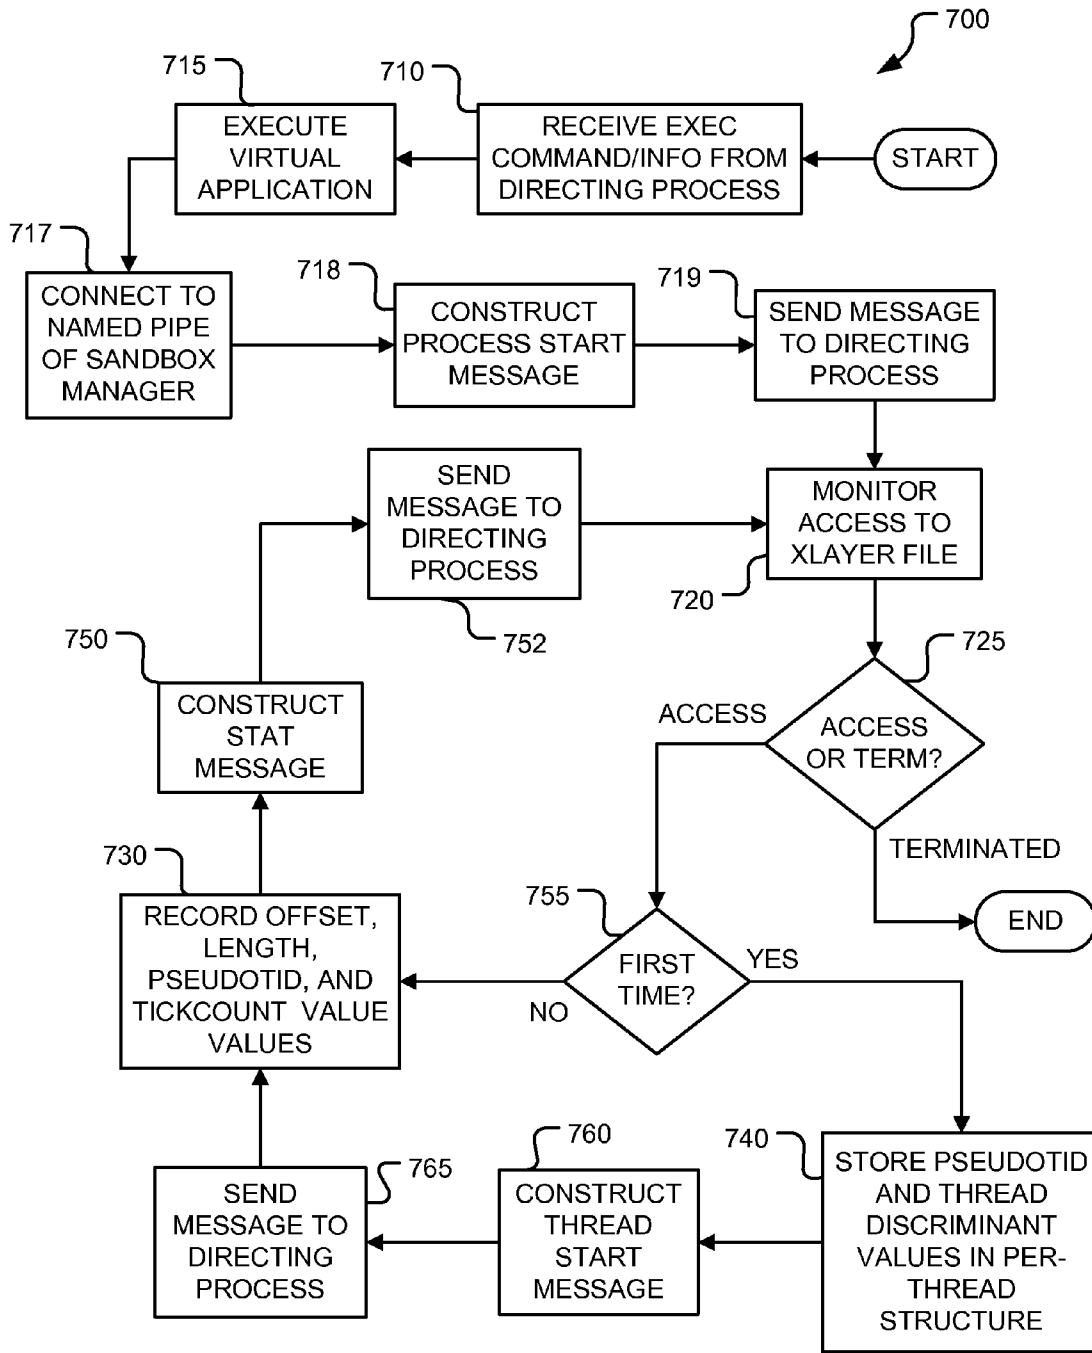 700
715
710
EXECUTE
VIRTUAL
APPLICATION
RECEIVE EXEC
COMMAND/INFO FROM
DIRECTING PROCESS
START
717
CONNECT TO
NAMED PIPE
OF SANDBOX
MANAGER
718
CONSTRUCT
PROCESS START
MESSAGE
719
SEND MESSAGE
TO DIRECTING
PROCESS
SEND
MESSAGE TO
DIRECTING
PROCESS
752
MONITOR
ACCESS TO
XLAYER FILE
720
750
CONSTRUCT
STAT
MESSAGE
725
ACCESS
OR TERM?
ACCESS
TERMINATED
END
730
RECORD OFFSET,
LENGTH,
PSEUDOTID, AND
TICKCOUNT VALUE
VALUES
755
FIRST
TIME?
YES
NO
765
SEND
MESSAGE TO
DIRECTING
PROCESS
760
CONSTRUCT
THREAD
START
MESSAGE
740
STORE PSEUDOTID
AND THREAD
DISCRIMINANT
VALUES IN PER-
THREAD
STRUCTURE